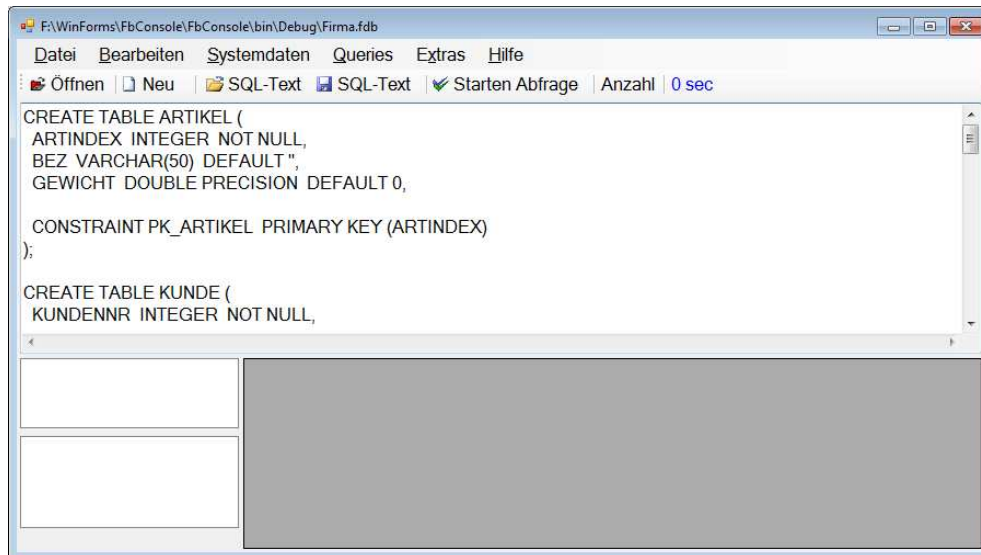 F:\WinForms\FbConsole\FbConsole\bin\Debug\Firma.fdb
Datei Bearbeiten Systemdaten Queries Extras Hilfe
Öffnen Neu SQL-Text SQL-Text Starten Abfrage Anzahl 0 sec
CREATE TABLE ARTIKEL (
ARTINDEX INTEGER NOT NULL,
BEZ VARCHAR(50) DEFAULT '',
GEWICHT DOUBLE PRECISION DEFAULT 0,
CONSTRAINT PK_ARTIKEL PRIMARY KEY (ARTINDEX)
);
CREATE TABLE KUNDE (
KUNDENNR INTEGER NOT NULL,